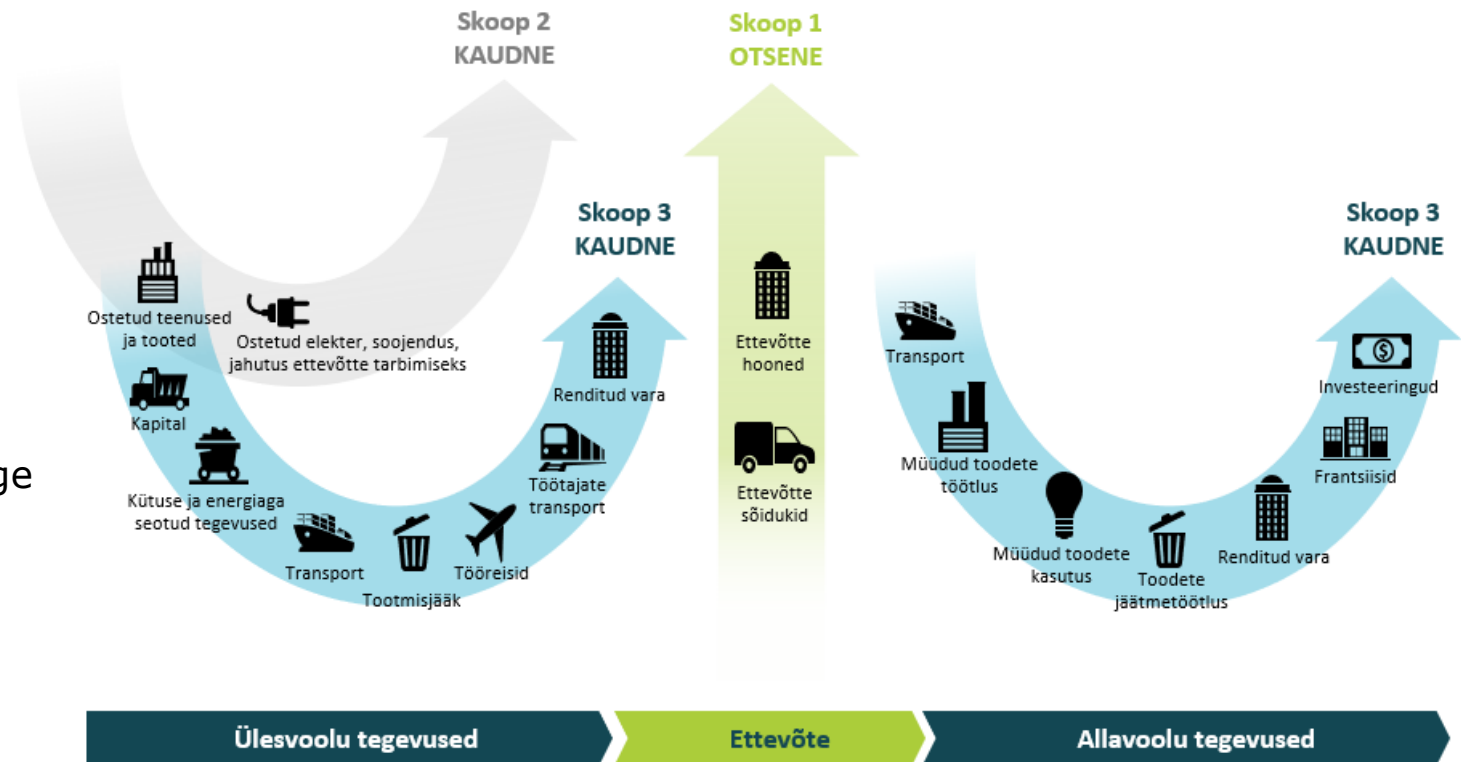 Skoop 2
KAUDNE
Skoop 1
OTSENE
Skoop 3
KAUDNE
Skoop 3
KAUDNE
Ostetud teenused
ja tooted
Ostetud elekter, soojendus,
jahutus ettevõtte tarbimiseks
Kapital
Kütuse ja energiaga
seotud tegevused
Transport
Tootmisjääk
Tööreisid
Töötajate
transport
Renditud vara
Ettevõtte
hooned
Ettevõtte
sõidukid
Transport
Müüdud toodete
töötlus
Müüdud toodete
kasutus
Toodete
jäätmetöötlus
Renditud vara
Frantsiisid
Investeeringud
ge
Ülesvoolu tegevused
Ettevõte
Allavoolu tegevused